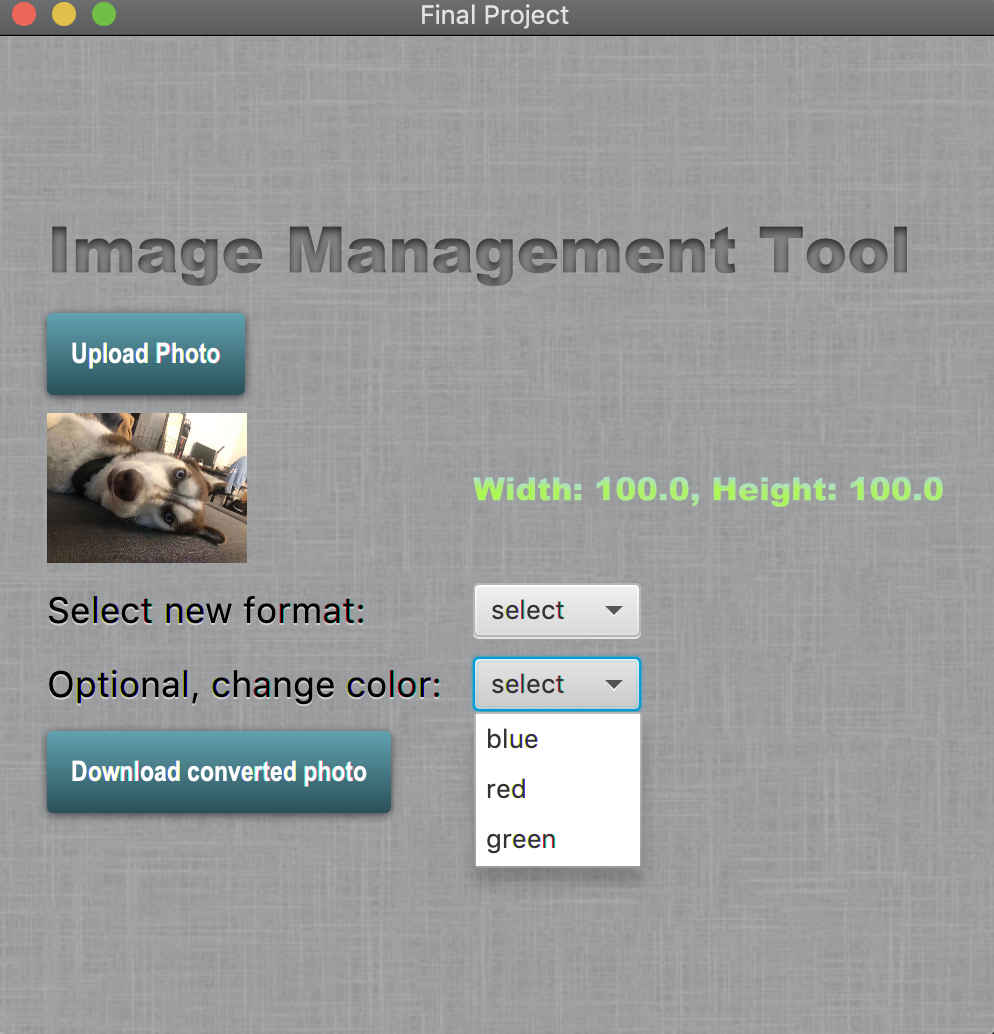 Final Project
Image Management Tool
Upload Photo
Width: 100.0, Height: 100.0
Select new format:
select
Optional, change color:
select
blue
red
green
Download converted photo